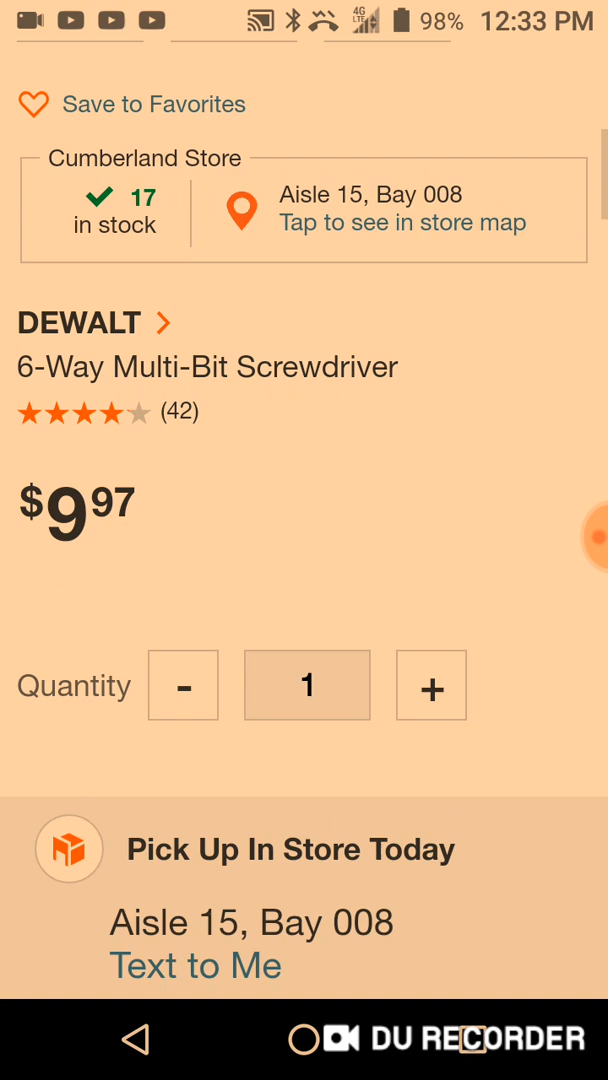 4G
LTE
98% 12:33 PM
Save to Favorites
Cumberland Store
17
in stock
Aisle 15, Bay 008
Tap to see in store map
DEWALT >
6-Way Multi-Bit Screwdriver
(42)
$9 97
Quantity - 1 +
Pick Up In Store Today
Aisle 15, Bay 008
Text to Me
DU RECORDER